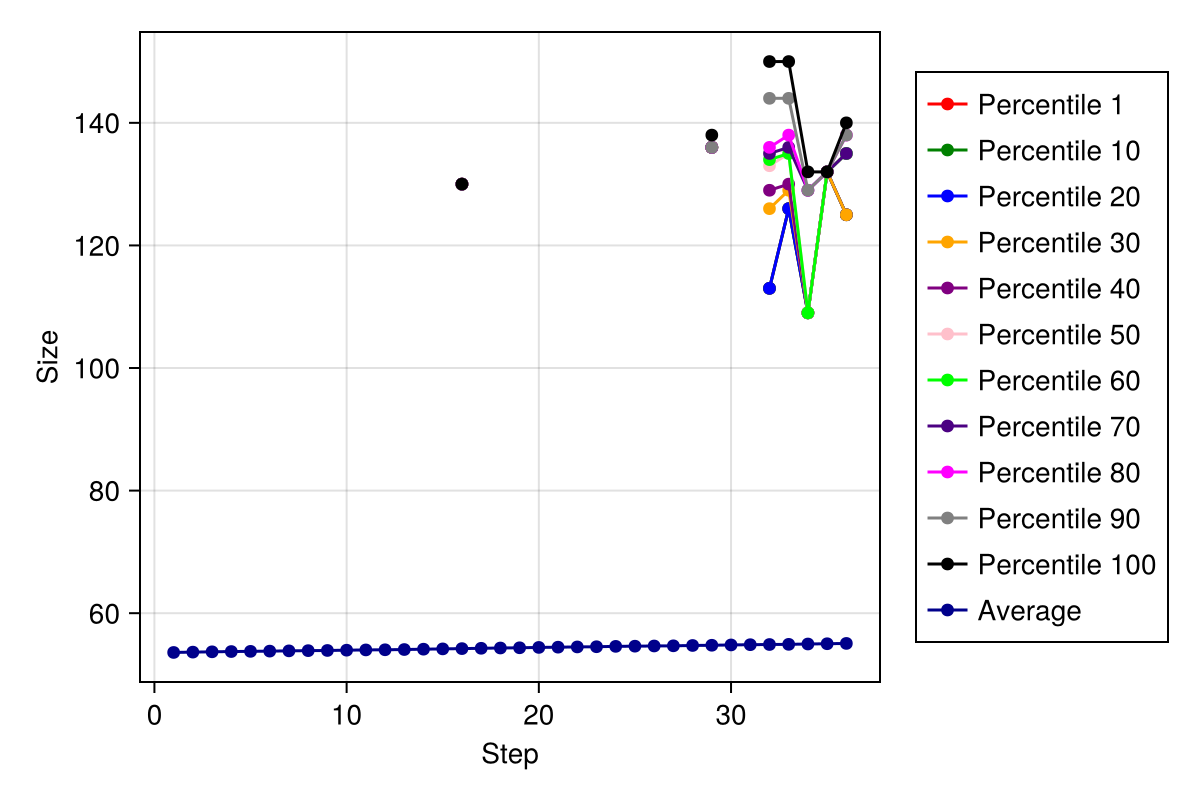 140
120
100
80
60
Size
0 10 20 30
Step
Percentile 1
Percentile 10
Percentile 20
Percentile 30
Percentile 40
Percentile 50
Percentile 60
Percentile 70
Percentile 80
Percentile 90
Percentile 100
Average